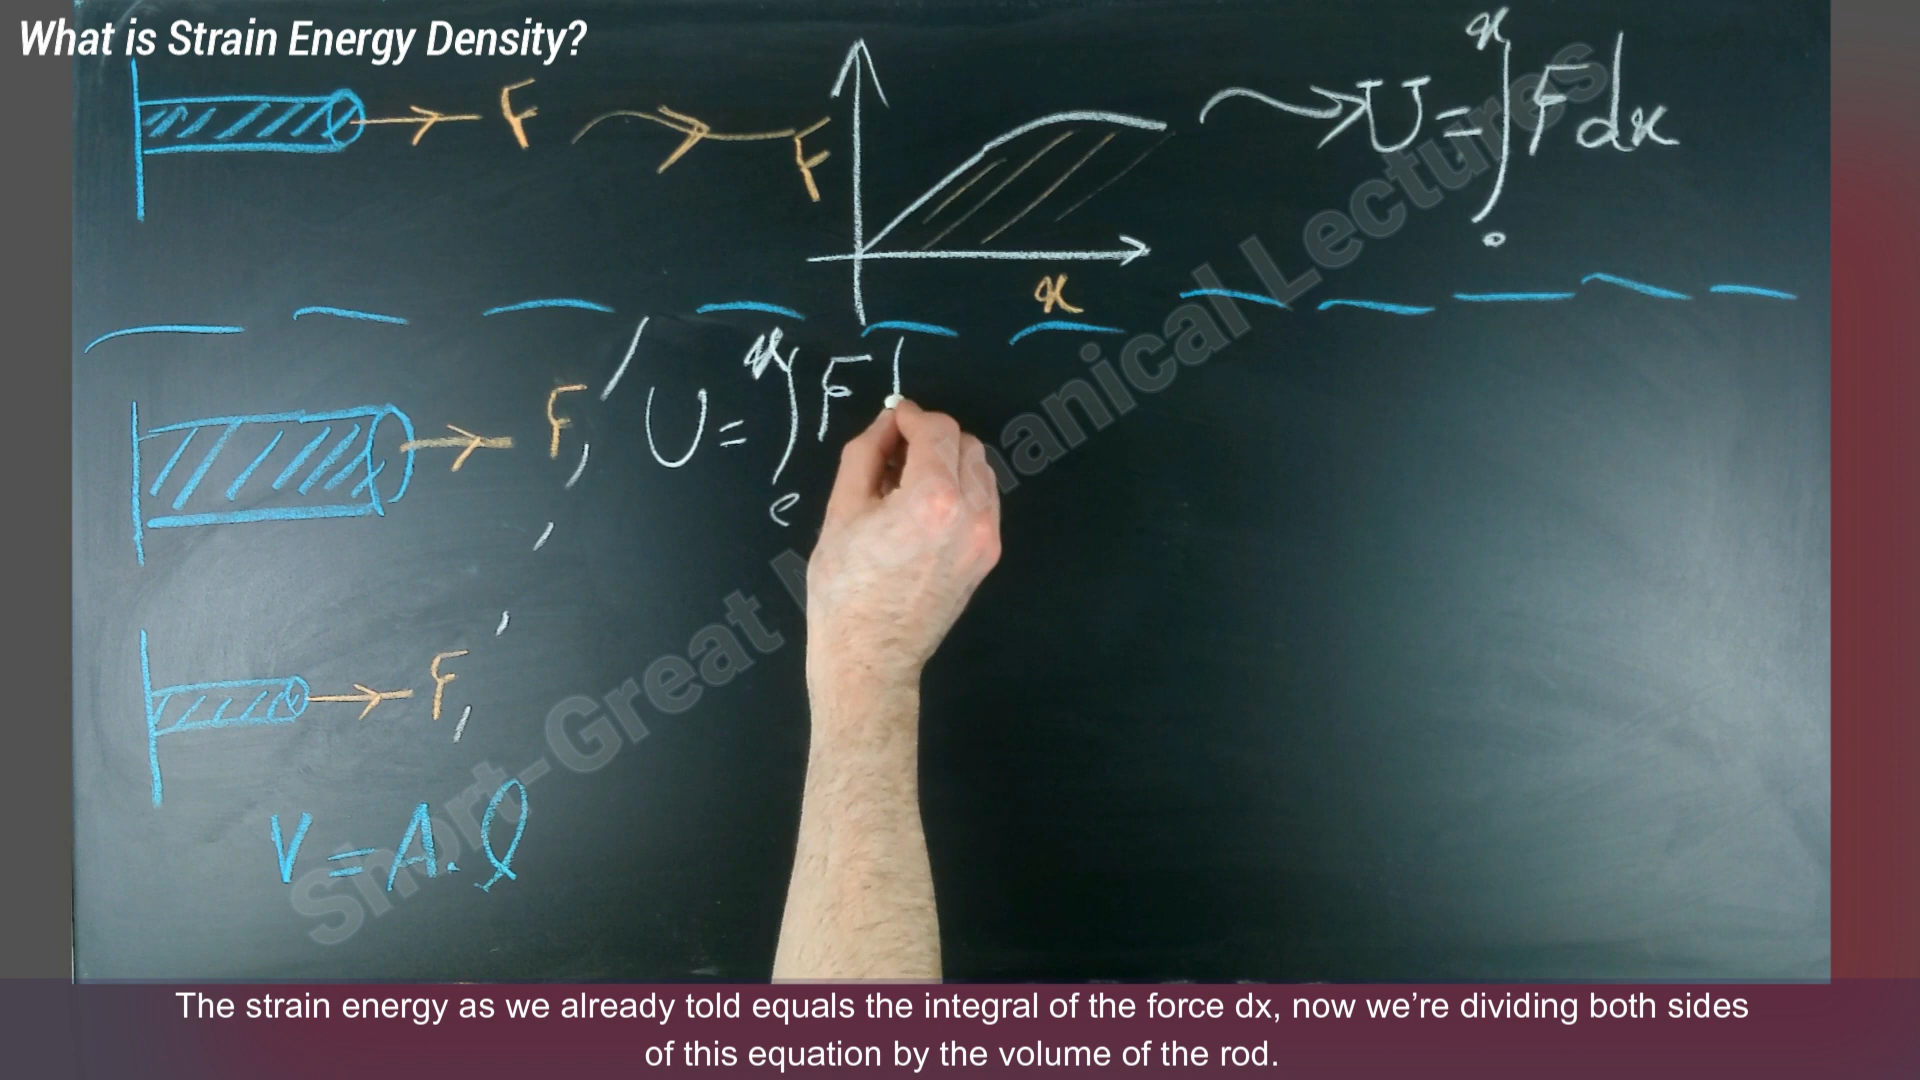 What is Strain Energy Density?
F F x U = ∫₀ˣ F dx
F, U = ∫₀ˣ F
F,
V = A.l
Short-Great Mechanical Lectures
The strain energy as we already told equals the integral of the force dx, now we’re dividing both sides
of this equation by the volume of the rod.